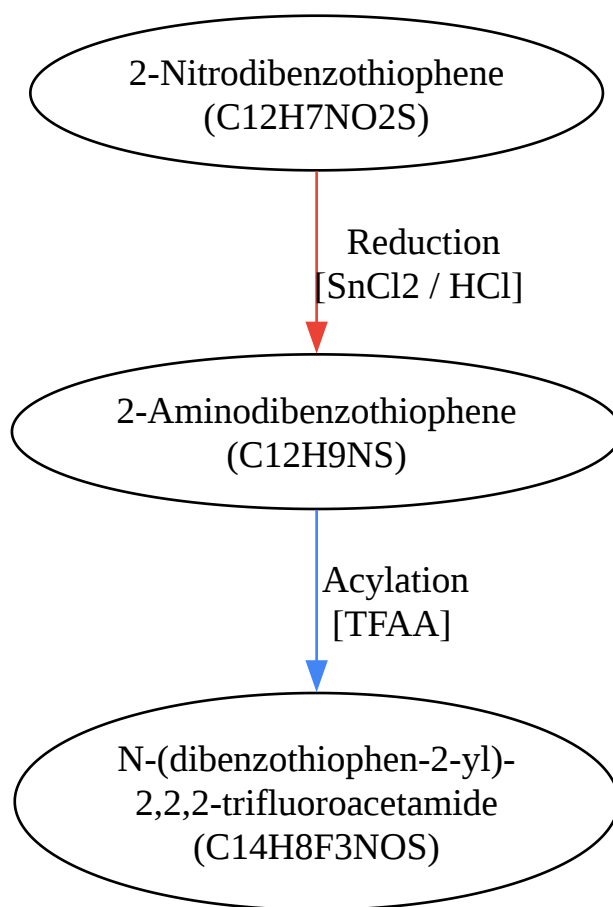 2-Nitrodibenzothiophene
(C12H7NO2S)
Reduction
[SnCl2 / HCl]
2-Aminodibenzothiophene
(C12H9NS)
Acylation
[TFAA]
N-(dibenzothiophen-2-yl)-
2,2,2-trifluoroacetamide
(C14H8F3NOS)